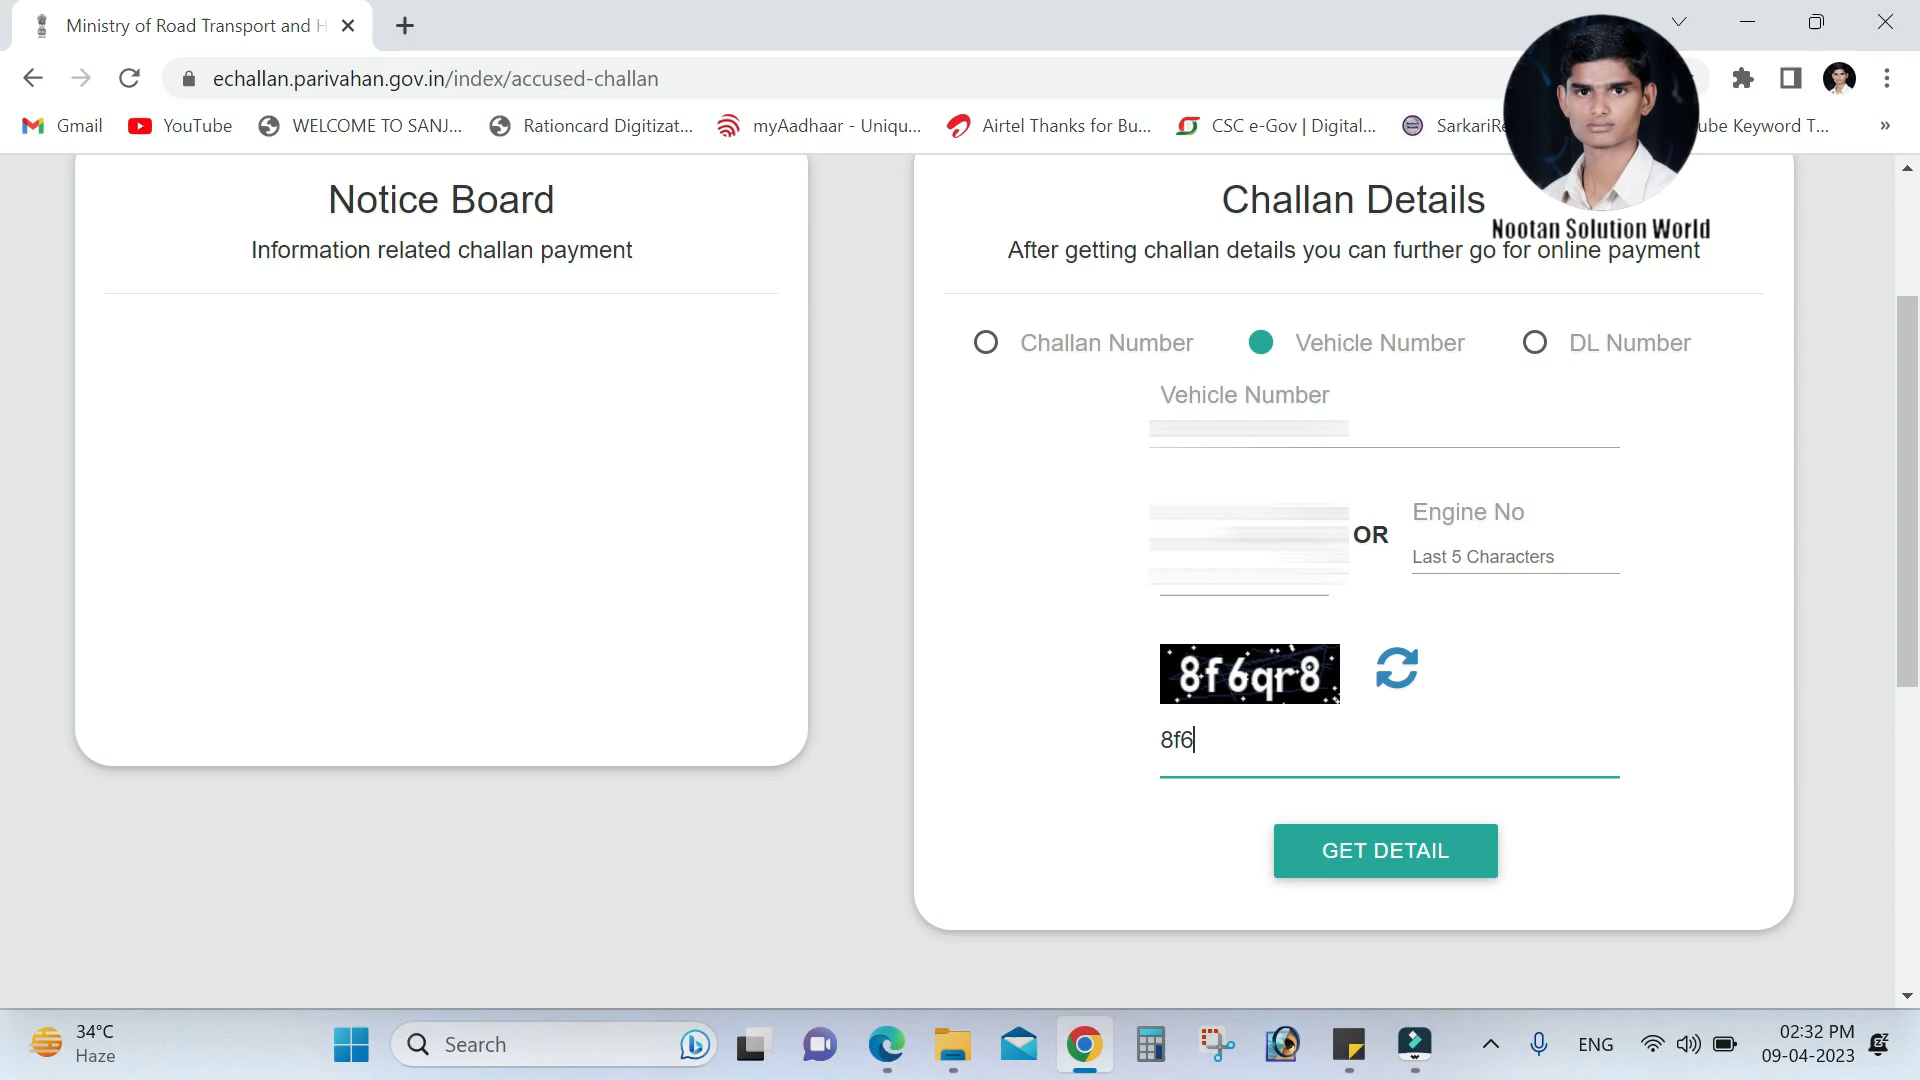 Ministry of Road Transport and H
echallan.parivahan.gov.in/index/accused-challan
Gmail
YouTube
WELCOME TO SANJ...
Rationcard Digitizat...
myAadhaar - Uniqu...
Airtel Thanks for Bu...
CSC e-Gov | Digital...
SarkariRe
ube Keyword T...
Notice Board
Information related challan payment
Challan Details
Nootan Solution World
After getting challan details you can further go for online payment
Challan Number
Vehicle Number
DL Number
Vehicle Number
OR
Engine No
Last 5 Characters
8f6qr8
8f6
GET DETAIL
34°C
Haze
Search
ENG
02:32 PM
09-04-2023